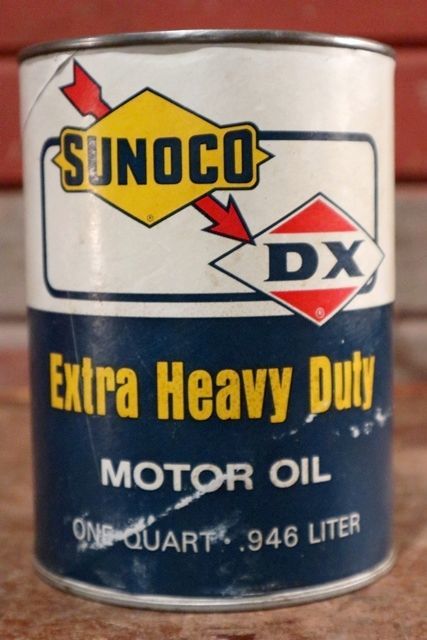 SUNOCO
®
DX
®
Extra Heavy Duty
MOTOR OIL
ONE QUART · .946 LITER